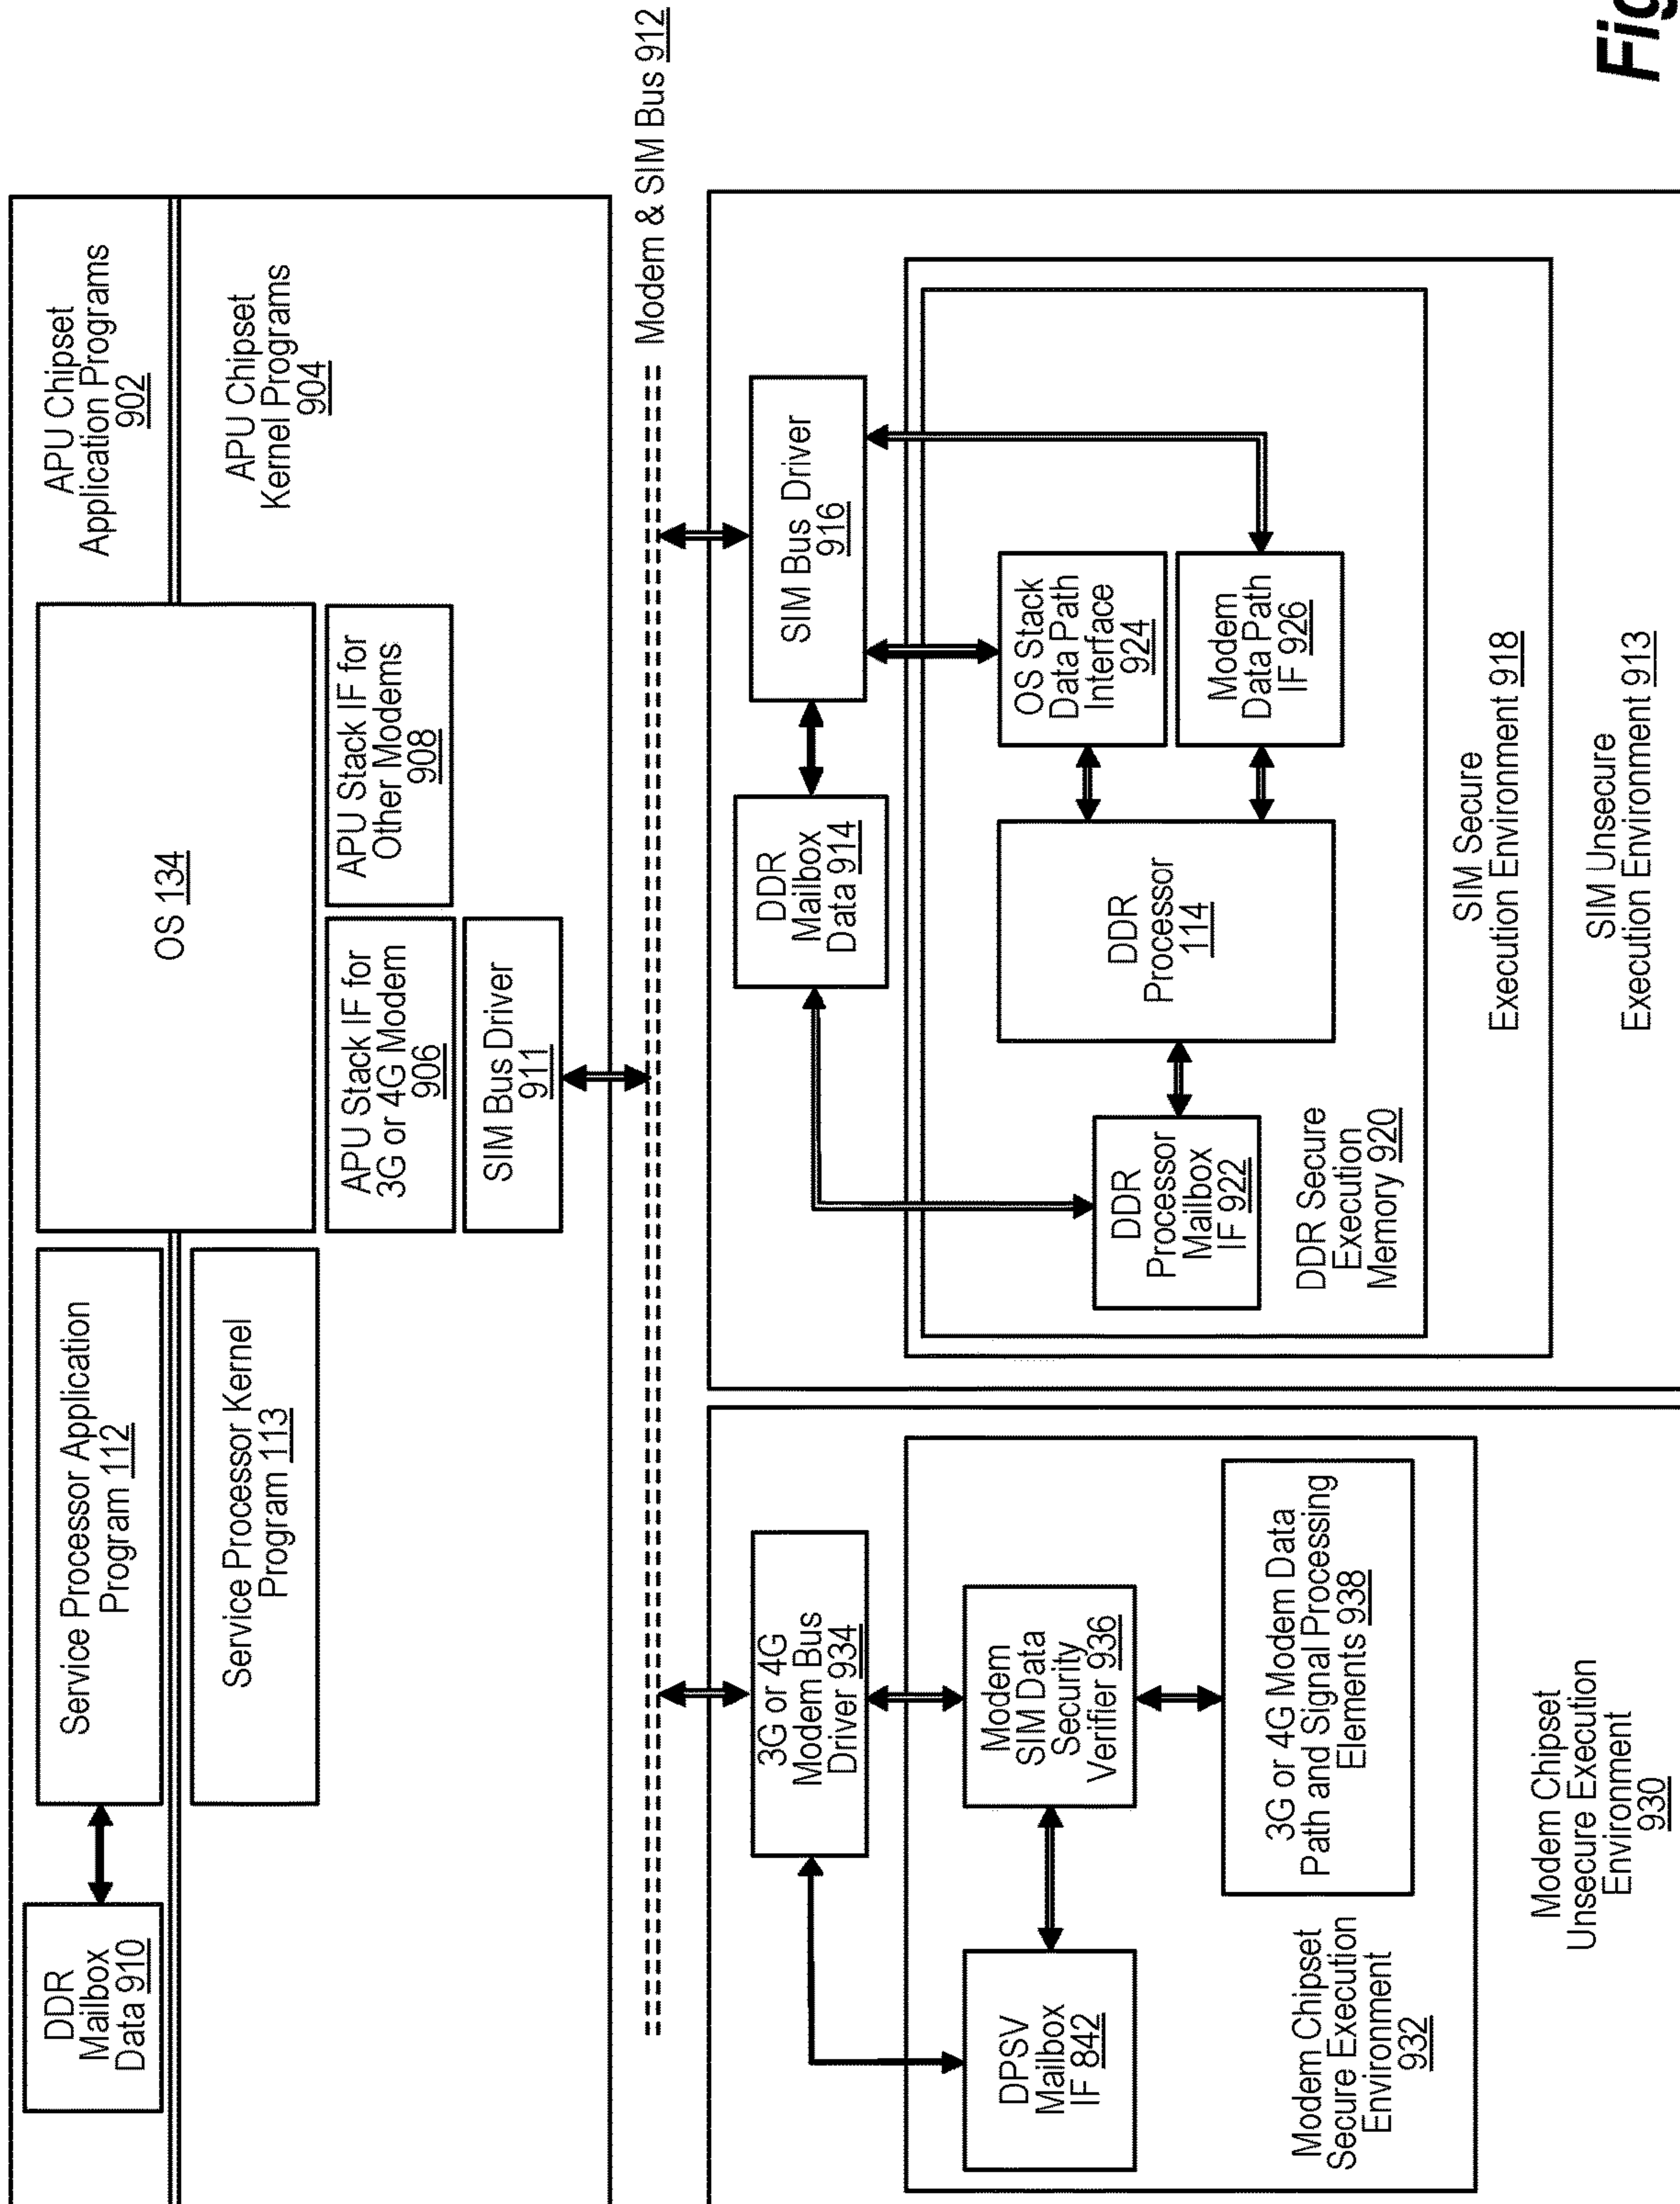 DDR
Mailbox
Data 910
Service Processor Application
Program 112
Service Processor Kernel
Program 113
OS 134
APU Stack IF for
3G or 4G Modem
906
APU Stack IF for
Other Modems
908
SIM Bus Driver
911
APU Chipset
Application Programs
902
APU Chipset
Kernel Programs
904
Modem & SIM Bus 912
3G or 4G
Modem Bus
Driver 934
DPSV
Mailbox
IF 842
Modem
SIM Data
Security
Verifier 936
3G or 4G Modem Data
Path and Signal Processing
Elements 938
Modem Chipset
Secure Execution
Environment
932
Modem Chipset
Unsecure Execution
Environment
930
DDR
Mailbox
Data 914
SIM Bus Driver
916
DDR
Processor
Mailbox
IF 922
DDR
Processor
114
OS Stack
Data Path
Interface
924
Modem
Data Path
IF 926
DDR Secure
Execution
Memory 920
SIM Secure
Execution Environment 918
SIM Unsecure
Execution Environment 913
Fig